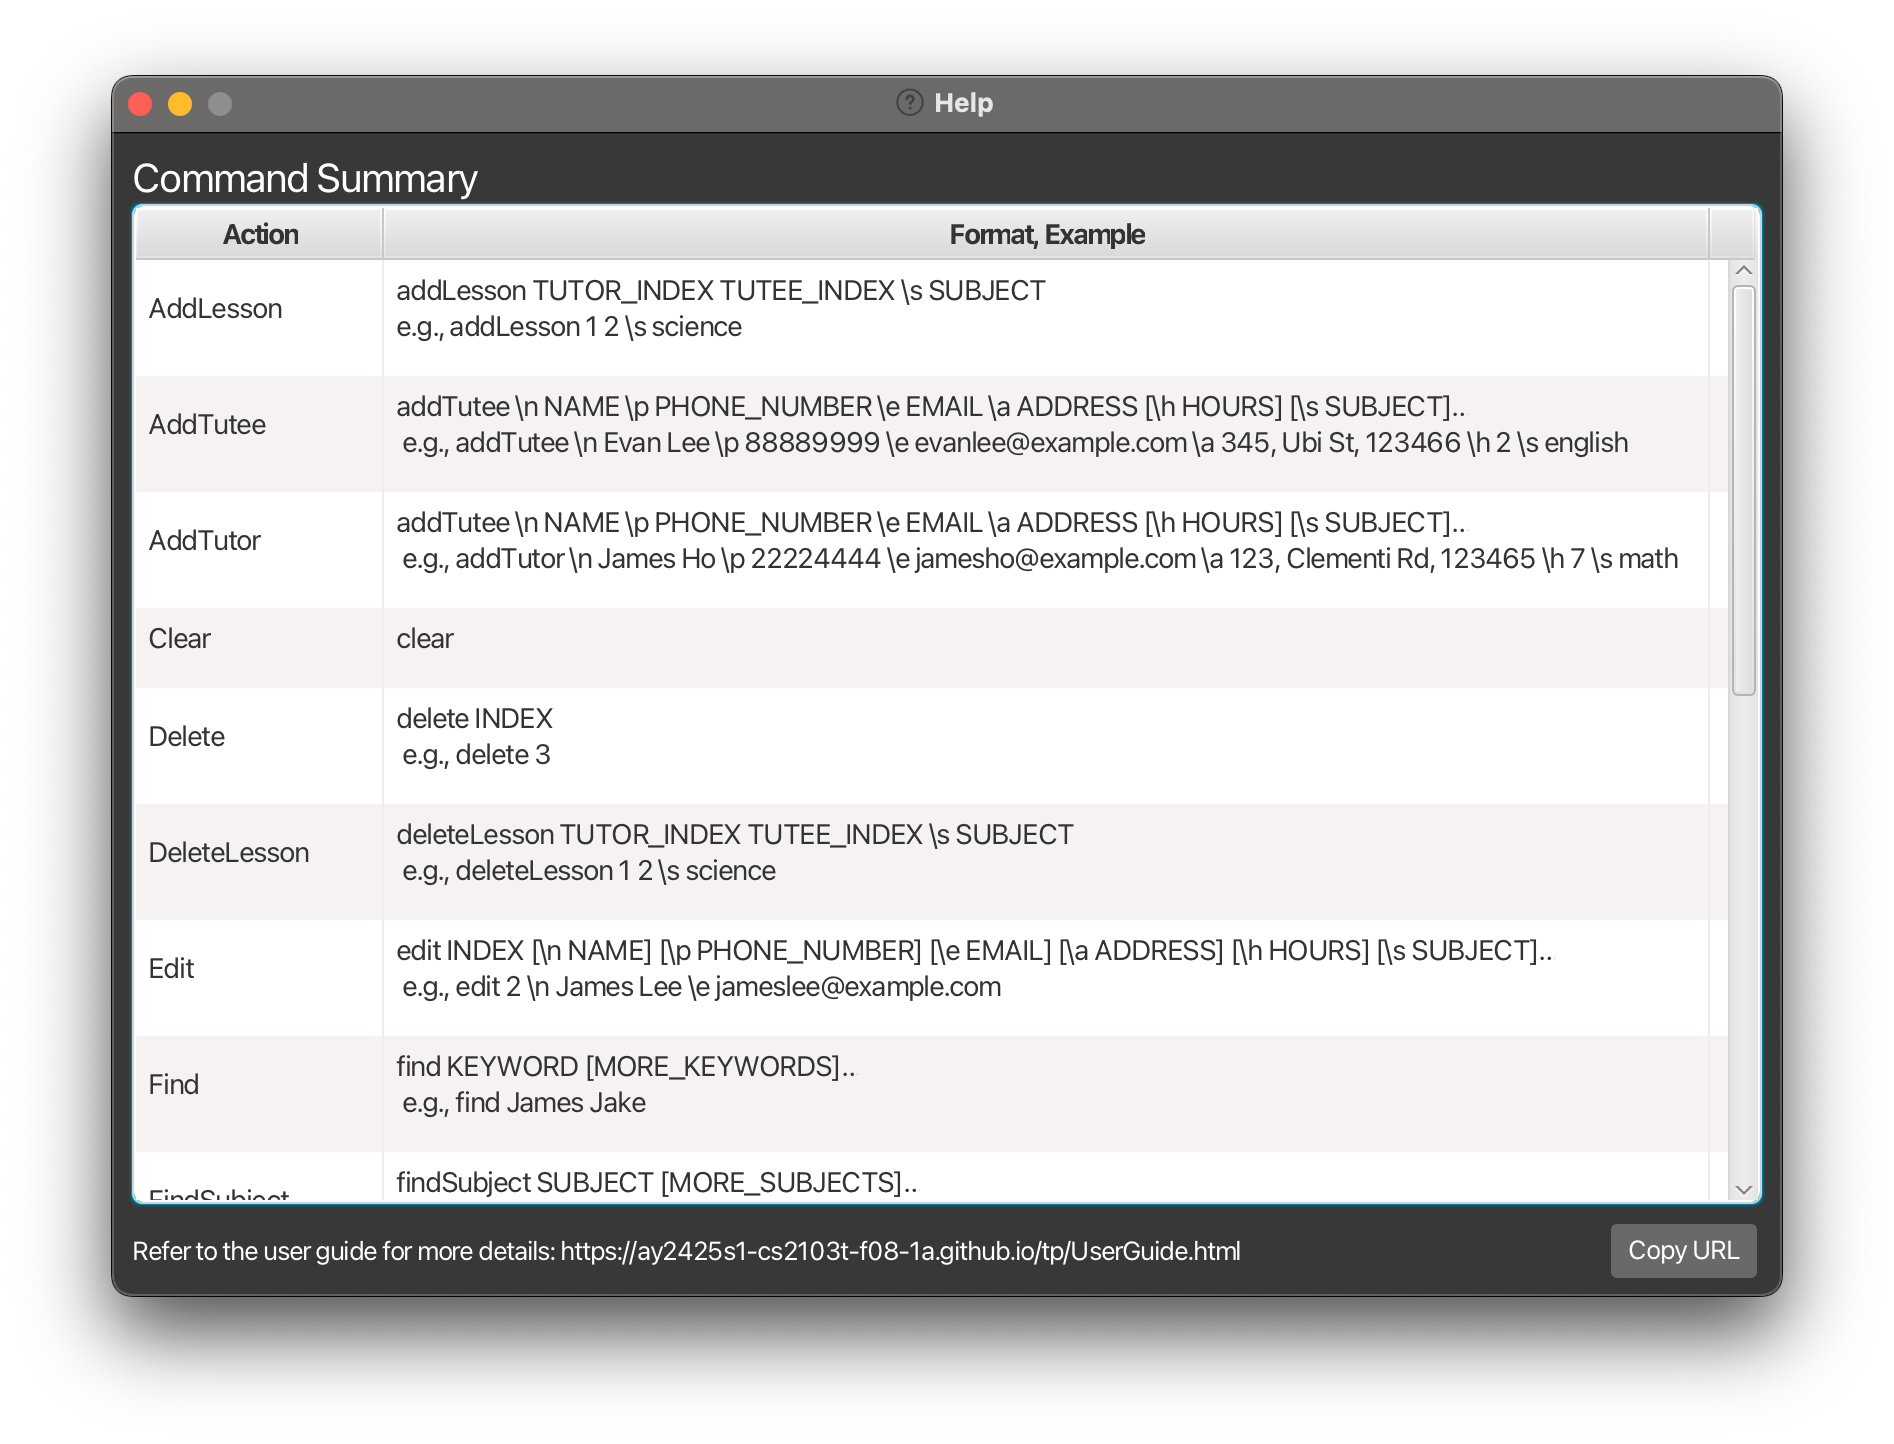 Help
Command Summary
Action
Format, Example
AddLesson
addLesson TUTOR_INDEX TUTEE_INDEX \s SUBJECT
e.g., addLesson 1 2 \s science
AddTutee
addTutee \n NAME \p PHONE_NUMBER \e EMAIL \a ADDRESS [\h HOURS] [\s SUBJECT]..
e.g., addTutee \n Evan Lee \p 88889999 \e evanlee@example.com \a 345, Ubi St, 123466 \h 2 \s english
AddTutor
addTutee \n NAME \p PHONE_NUMBER \e EMAIL \a ADDRESS [\h HOURS] [\s SUBJECT]..
e.g., addTutor \n James Ho \p 22224444 \e jamesho@example.com \a 123, Clementi Rd, 123465 \h 7 \s math
Clear
clear
Delete
delete INDEX
e.g., delete 3
DeleteLesson
deleteLesson TUTOR_INDEX TUTEE_INDEX \s SUBJECT
e.g., deleteLesson 1 2 \s science
Edit
edit INDEX [\n NAME] [\p PHONE_NUMBER] [\e EMAIL] [\a ADDRESS] [\h HOURS] [\s SUBJECT]..
e.g., edit 2 \n James Lee \e jameslee@example.com
Find
find KEYWORD [MORE_KEYWORDS]..
e.g., find James Jake
FindSubject
findSubject SUBJECT [MORE_SUBJECTS]..
Refer to the user guide for more details: https://ay2425s1-cs2103t-f08-1a.github.io/tp/UserGuide.html
Copy URL